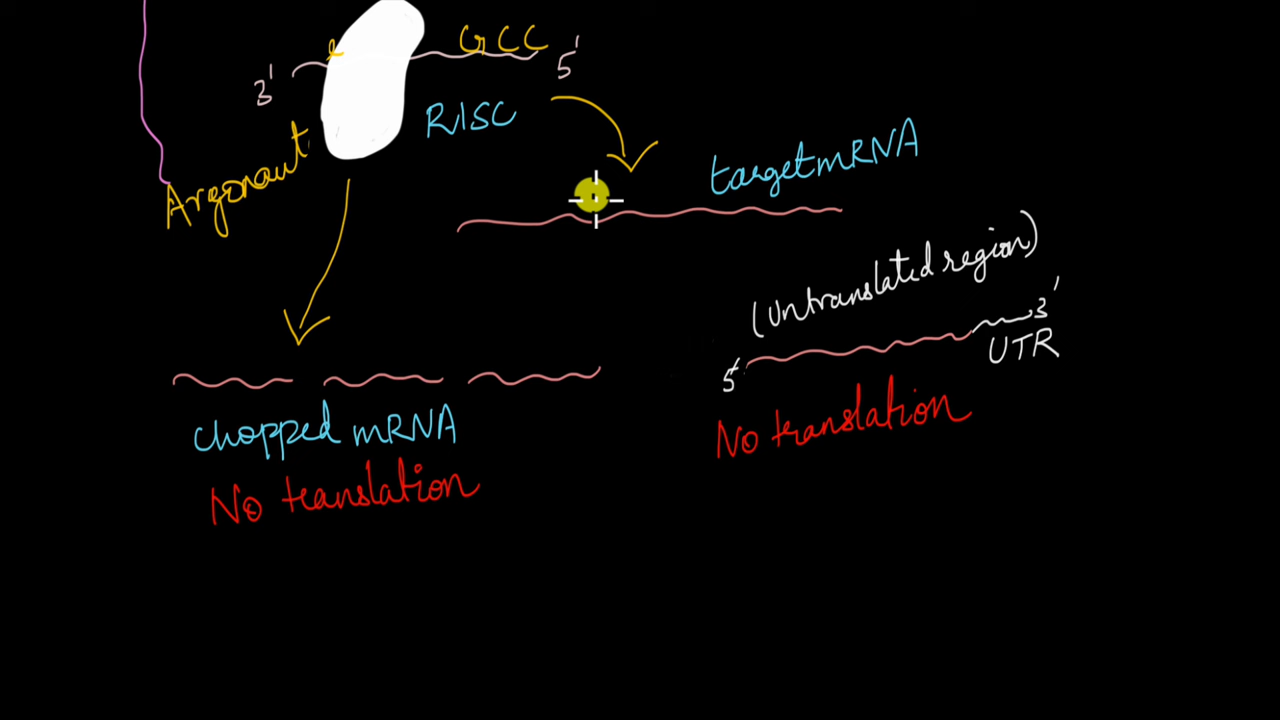 GCC
3'
5'
RISC
Argonaut
target mRNA
(Untranslated region)
5'
3'
UTR
chopped mRNA
No translation
No translation